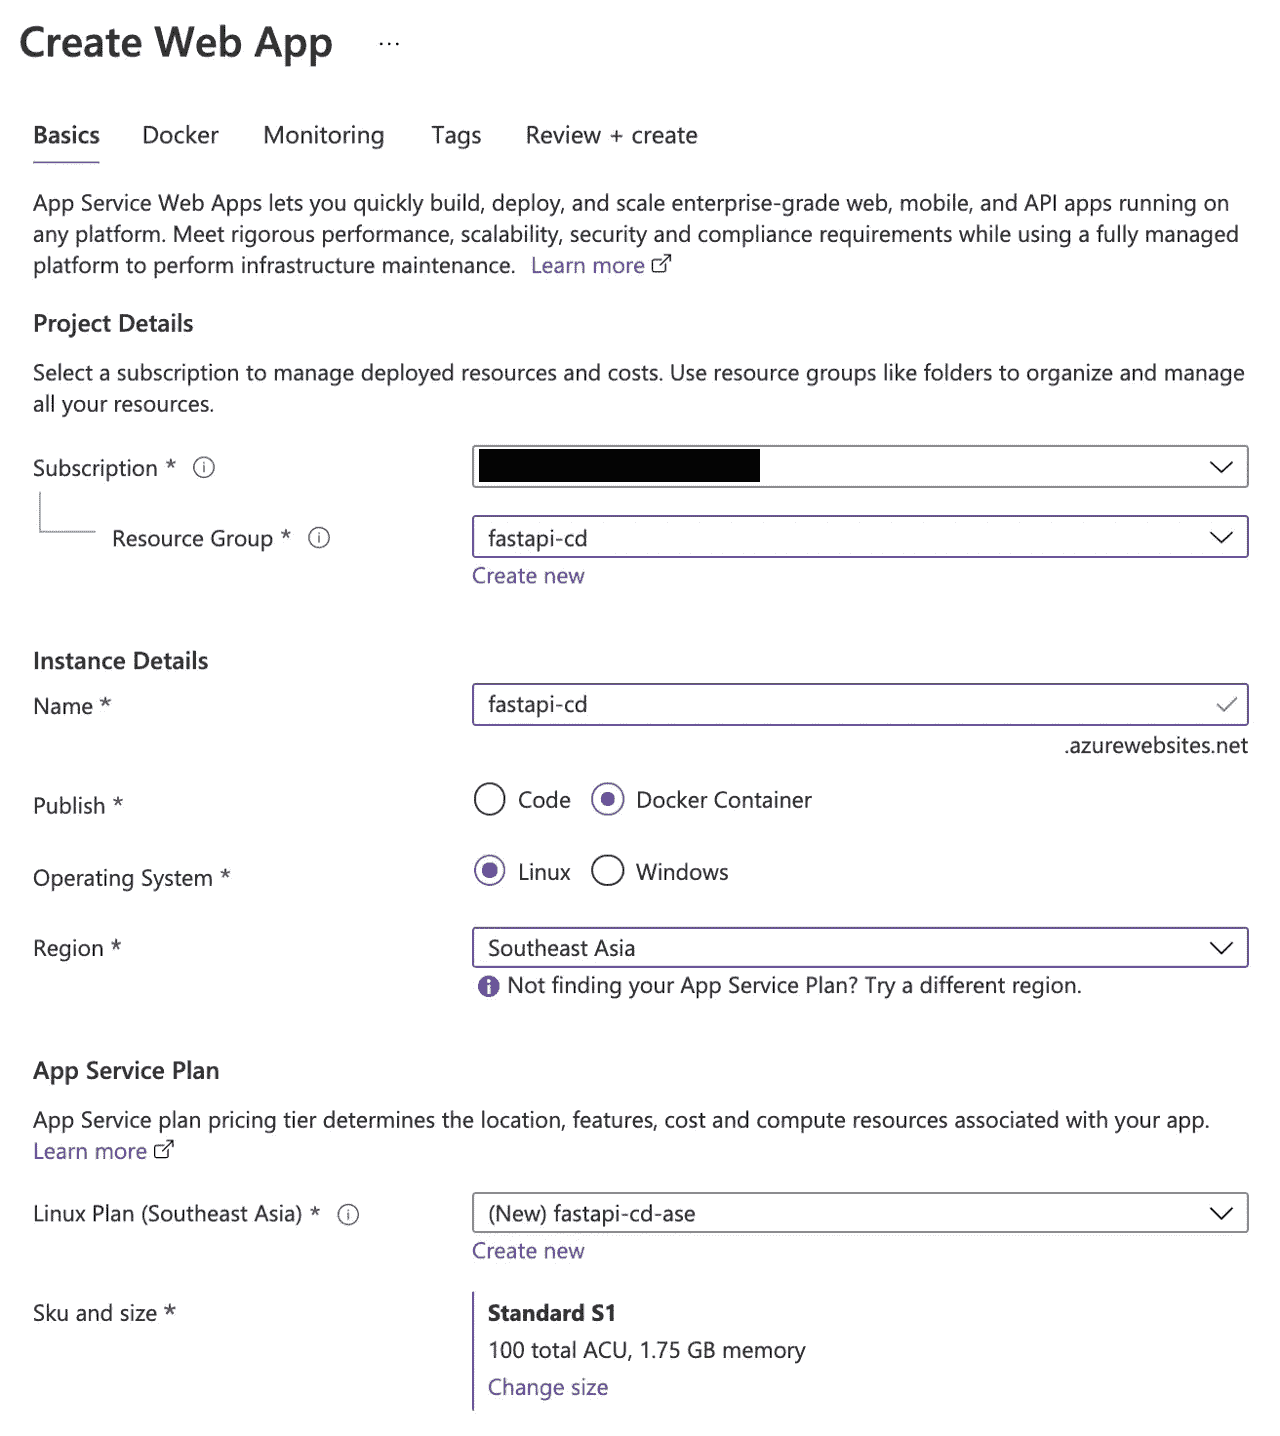 Create Web App ...
Basics Docker Monitoring Tags Review + create
App Service Web Apps lets you quickly build, deploy, and scale enterprise-grade web, mobile, and API apps running on
any platform. Meet rigorous performance, scalability, security and compliance requirements while using a fully managed
platform to perform infrastructure maintenance. Learn more
Project Details
Select a subscription to manage deployed resources and costs. Use resource groups like folders to organize and manage
all your resources.
Subscription *
Resource Group * fastapi-cd
Create new
Instance Details
Name * fastapi-cd
.azurewebsites.net
Publish * Code Docker Container
Operating System * Linux Windows
Region * Southeast Asia
Not finding your App Service Plan? Try a different region.
App Service Plan
App Service plan pricing tier determines the location, features, cost and compute resources associated with your app.
Learn more
Linux Plan (Southeast Asia) * (New) fastapi-cd-ase
Create new
Sku and size * Standard S1
100 total ACU, 1.75 GB memory
Change size